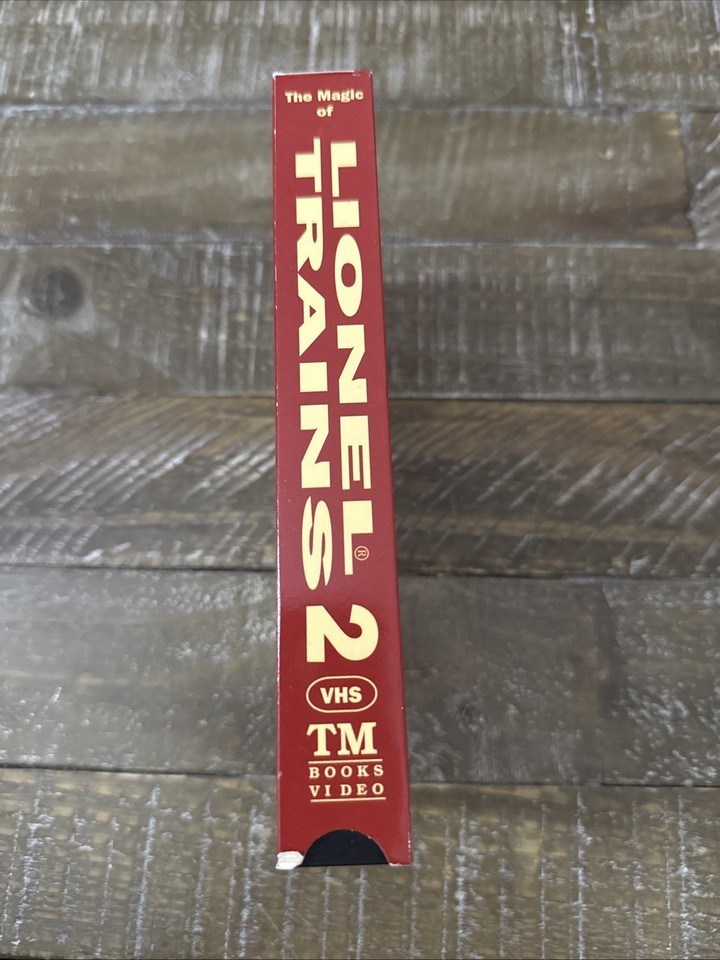 The Magic
of
LIONEL®
TRAINS 2
VHS
TM
BOOKS
VIDEO